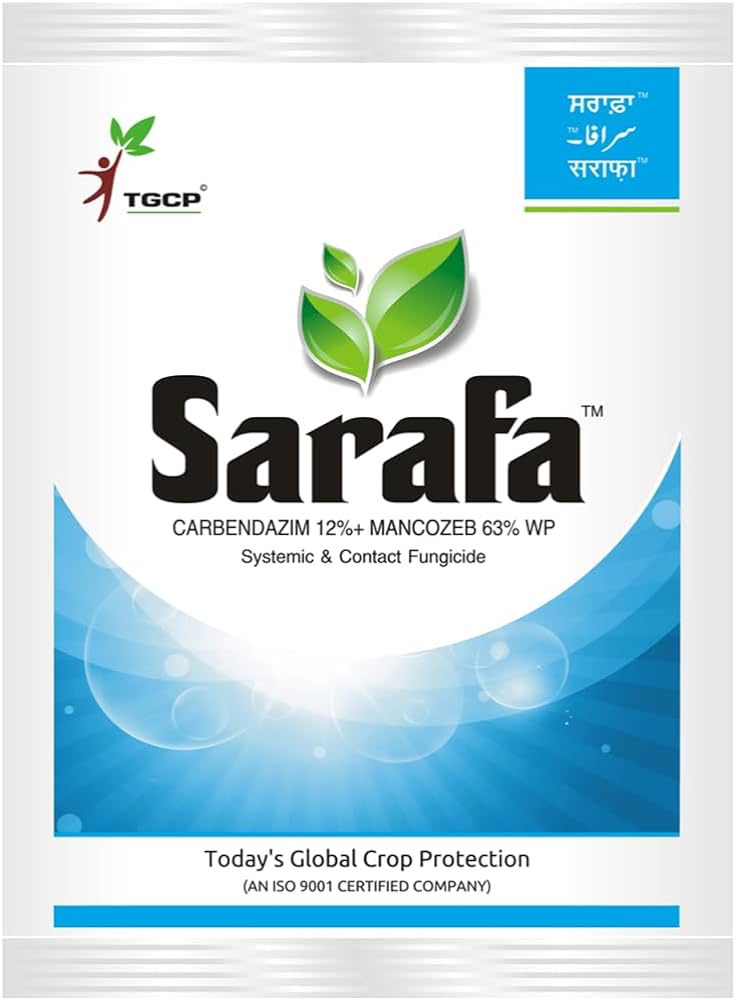 TGCP©
ਸਰਾਫ਼ਾ™
سرافا™
सराफ़ा™
Sarafa™
CARBENDAZIM 12%+ MANCOZEB 63% WP
Systemic & Contact Fungicide
Today's Global Crop Protection
(AN ISO 9001 CERTIFIED COMPANY)